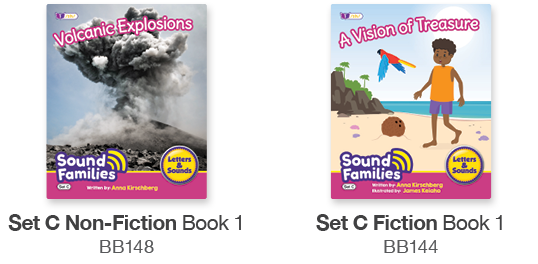 Volcanic Explosions
Sound
Families
Set C
Letters &
Sounds
Written by: Anna Kirschberg
Set C Non-Fiction Book 1
BB148
A Vision of Treasure
Sound
Families
Set C
Letters &
Sounds
Written by: Anna Kirschberg
Illustrated by: James Kelaho
Set C Fiction Book 1
BB144